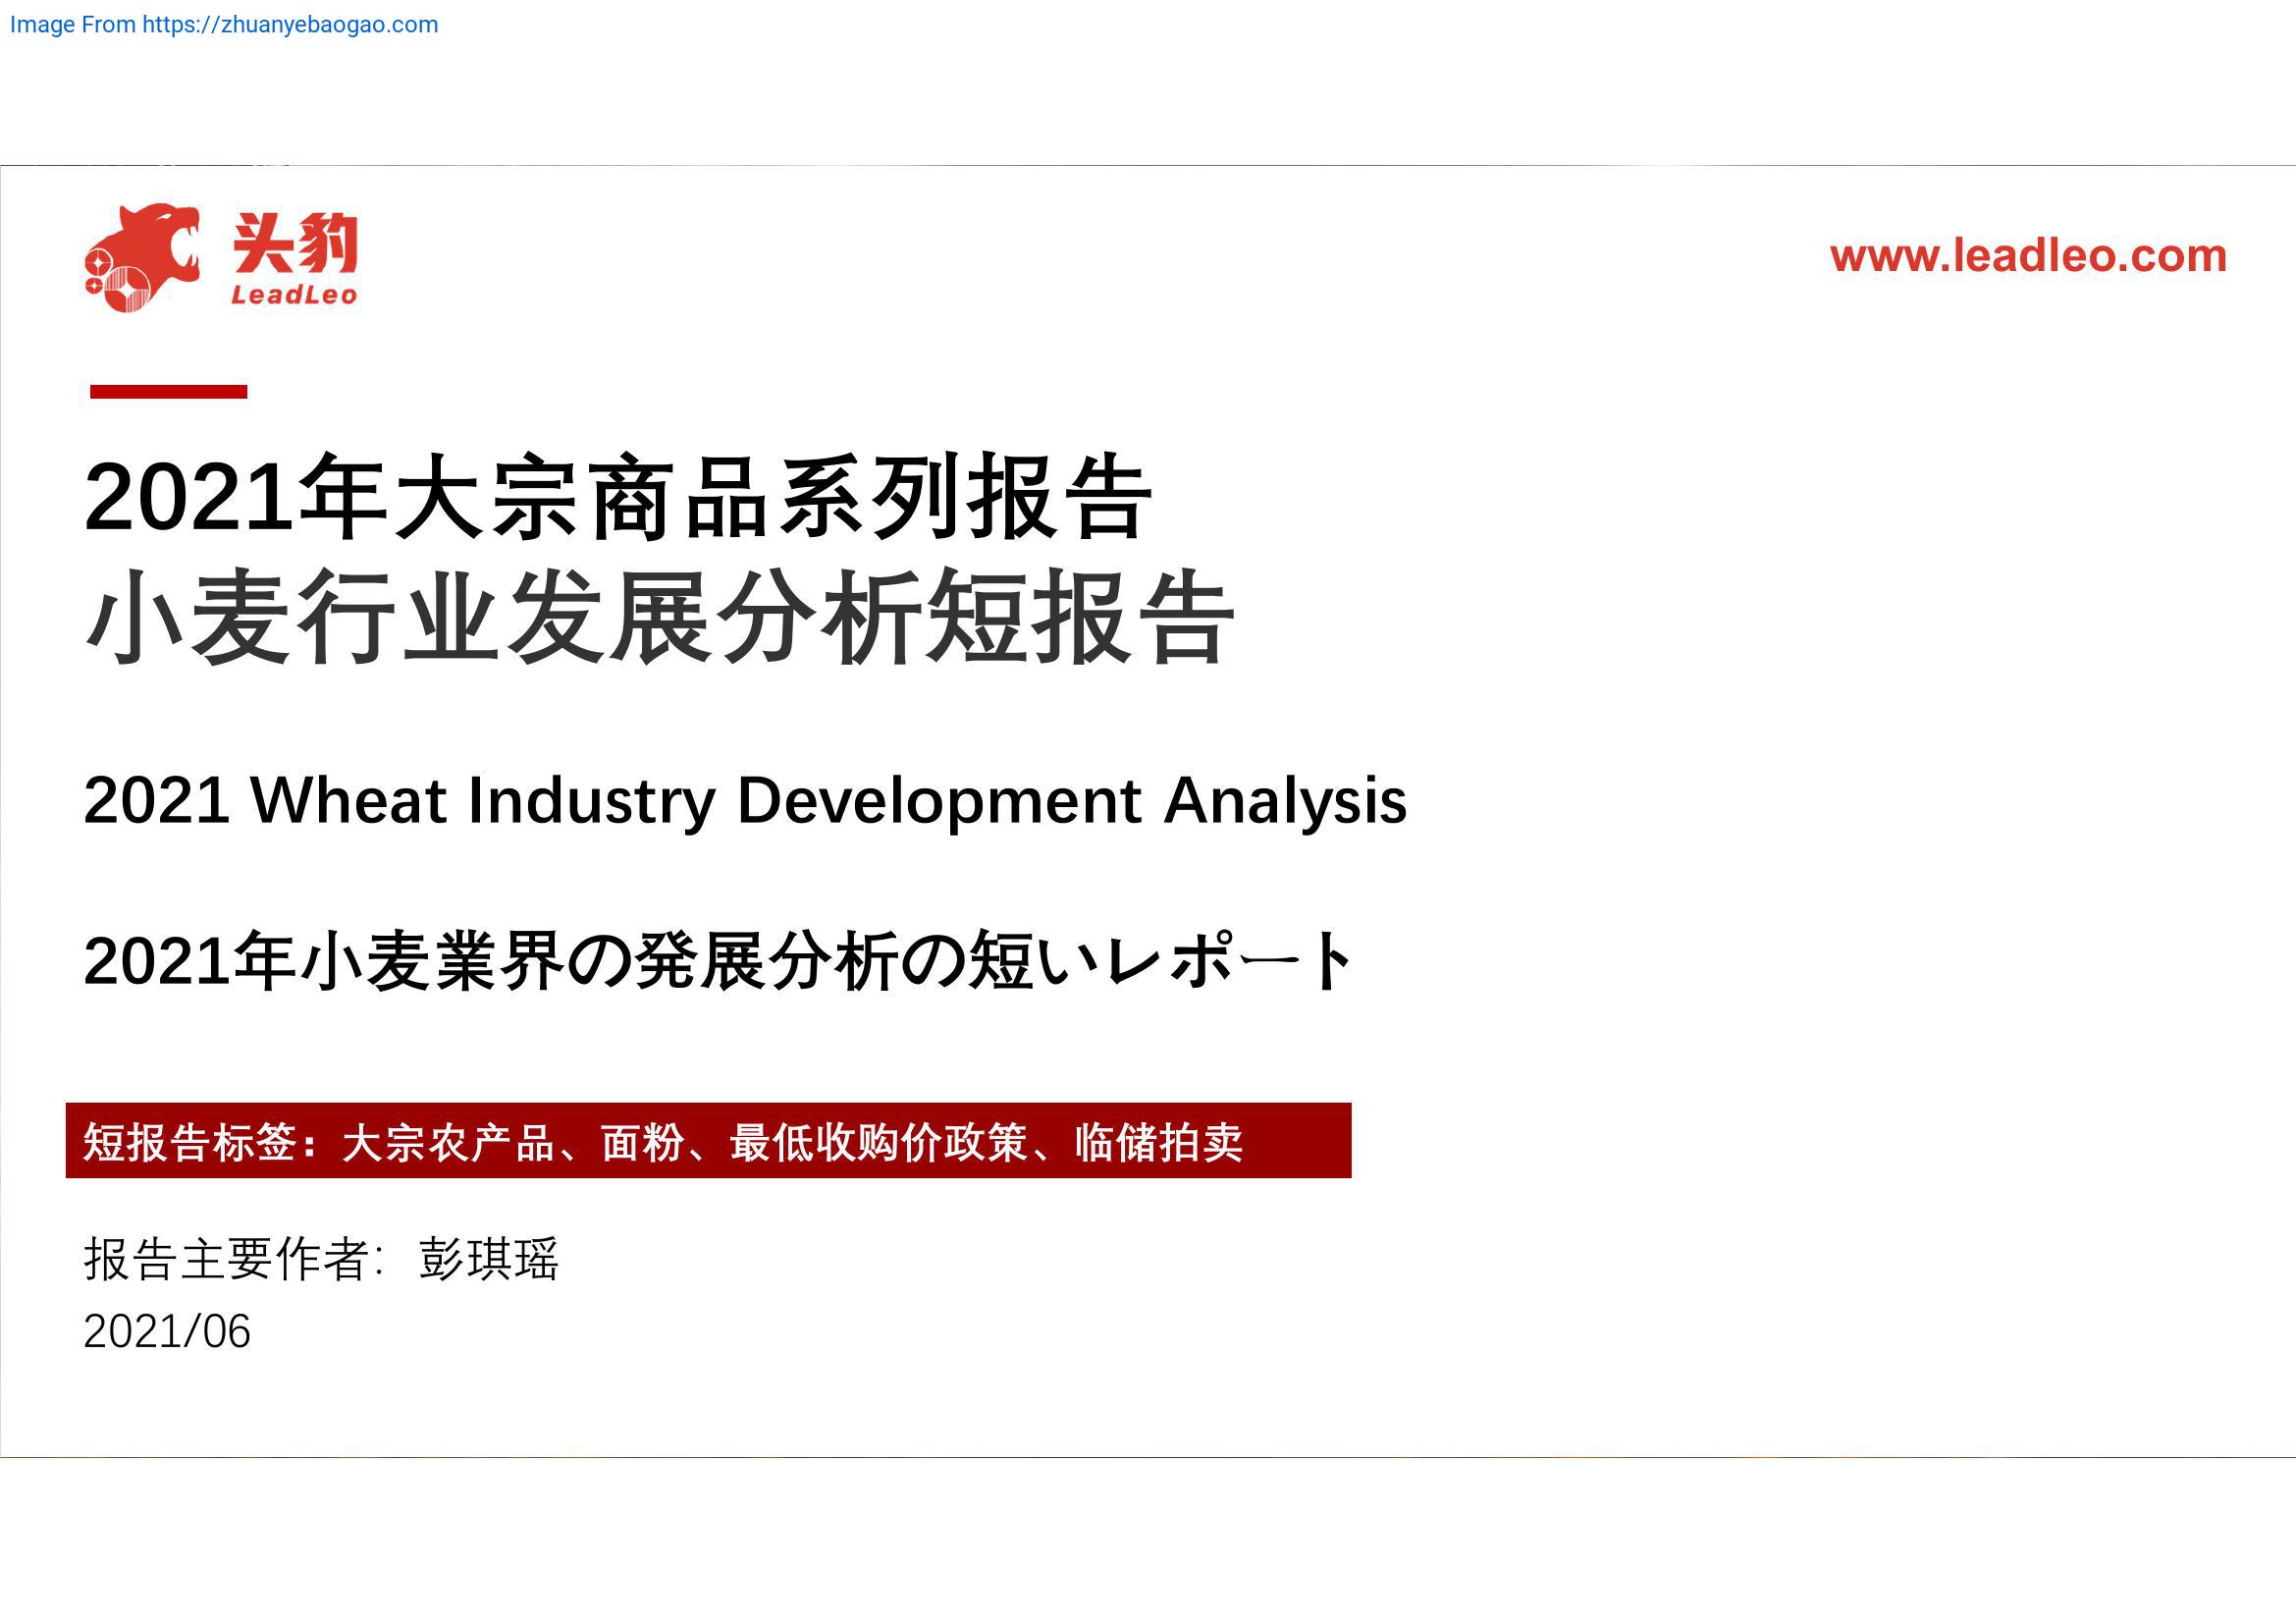 Image From https://zhuanyebaogao.com
头豹
LeadLeo
www.leadleo.com
2021年大宗商品系列报告
小麦行业发展分析短报告
2021 Wheat Industry Development Analysis
2021年小麦業界の発展分析の短いレポート
短报告标签：大宗农产品、面粉、最低收购价政策、临储拍卖
报告主要作者：彭琪瑶
2021/06